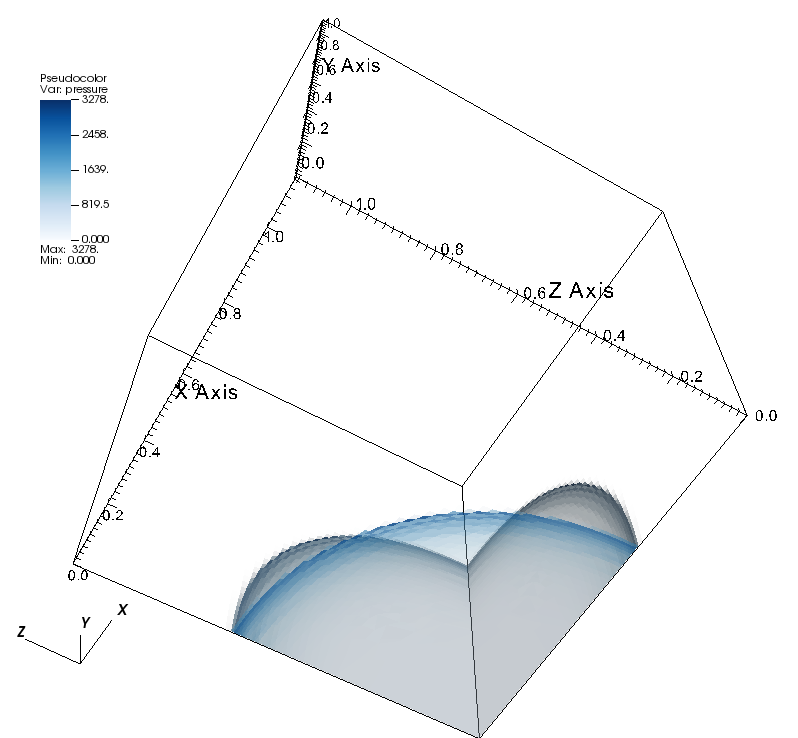 Pseudocolor
Var: pressure
3278.
2458.
1639.
819.5
0.000
Max: 3278.
Min: 0.000
1.0
0.8
0.6
Y Axis
0.4
0.2
0.0
1.0
0.8
0.6
Z Axis
0.4
0.2
0.0
1.0
0.8
0.6
X Axis
0.4
0.2
0.0
Z
Y
X